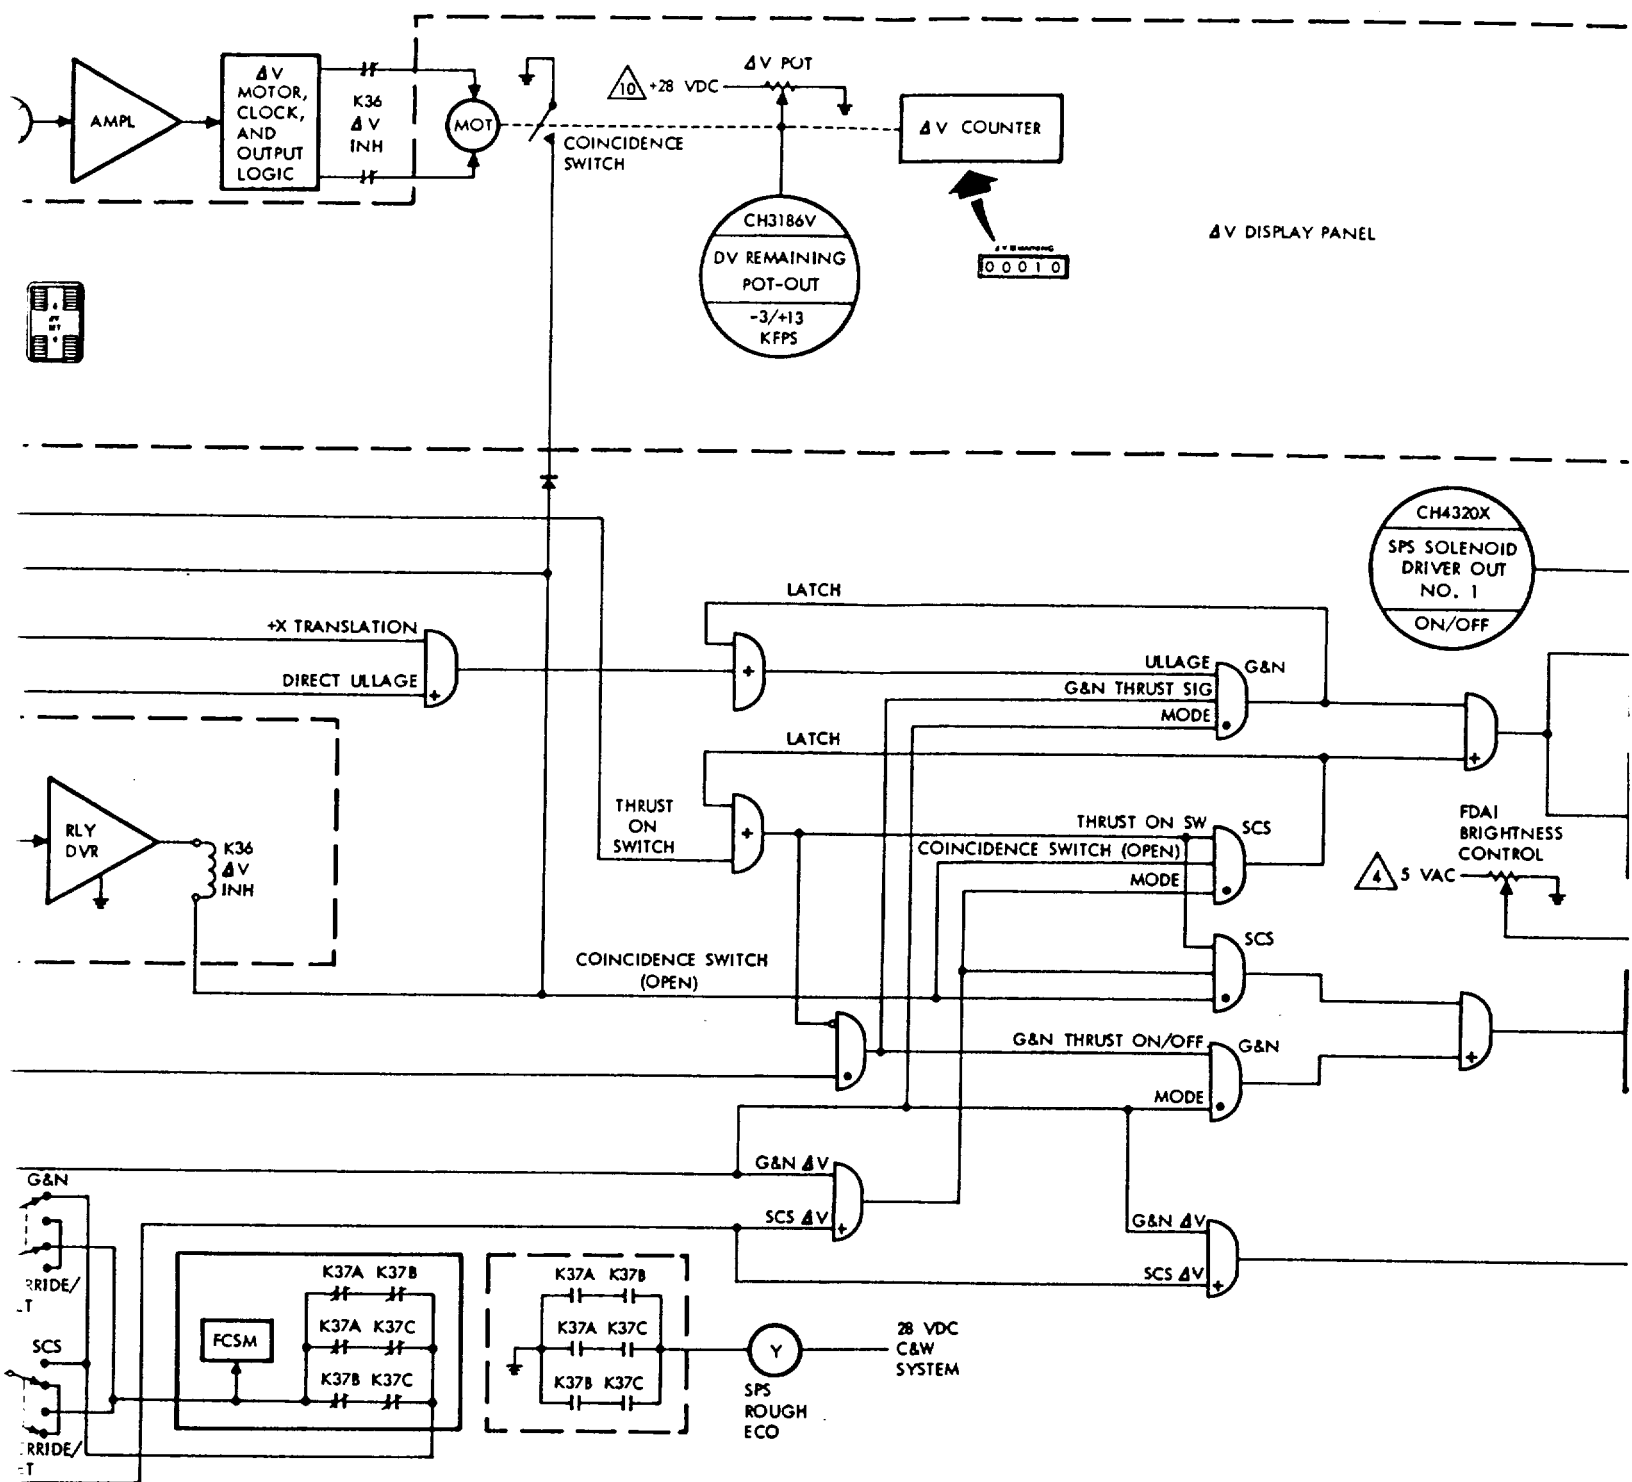 ΔV
MOTOR,
CLOCK,
AND
OUTPUT
LOGIC
AMPL
K36
ΔV
INH
MOT
COINCIDENCE
SWITCH
10
+28 VDC
ΔV POT
ΔV COUNTER
CH3186V
DV REMAINING
POT-OUT
-3/+13
KFPS
ΔV REMAINING
00010
ΔV DISPLAY PANEL
CH4320X
SPS SOLENOID
DRIVER OUT
NO. 1
ON/OFF
LATCH
+X TRANSLATION
DIRECT ULLAGE
+
+
ULLAGE
G&N THRUST SIG
MODE
G&N
LATCH
+
THRUST
ON
SWITCH
+
THRUST ON SW
COINCIDENCE SWITCH (OPEN)
MODE
SCS
FDAI
BRIGHTNESS
CONTROL
4
5 VAC
RLY
DVR
K36
ΔV
INH
SCS
COINCIDENCE SWITCH
(OPEN)
G&N THRUST ON/OFF
G&N
+
MODE
G&N
G&N ΔV
SCS ΔV
+
G&N ΔV
SCS ΔV
+
RRIDE/
T
SCS
RRIDE/
T
FCSM
K37A K37B
K37A K37C
K37B K37C
K37A K37B
K37A K37C
K37B K37C
Y
SPS
ROUGH
ECO
28 VDC
C&W
SYSTEM